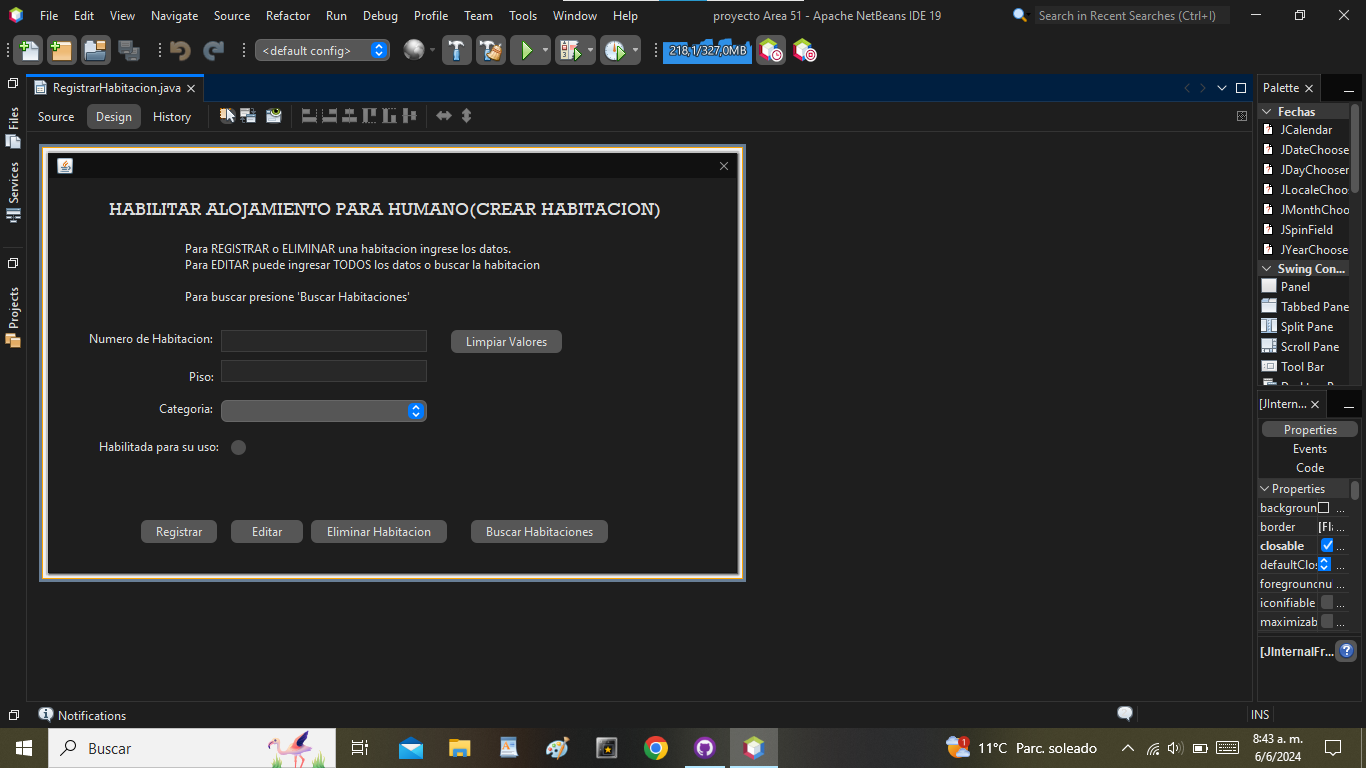 File Edit View Navigate Source Refactor Run Debug Profile Team Tools Window Help proyecto Area 51 - Apache NetBeans IDE 19 Search in Recent Searches (Ctrl+I)
<default config> 218,1/327,0MB
RegistrarHabitacion.java
Source Design History
Files
Services
Projects
HABILITAR ALOJAMIENTO PARA HUMANO(CREAR HABITACION)
Para REGISTRAR o ELIMINAR una habitacion ingrese los datos.
Para EDITAR puede ingresar TODOS los datos o buscar la habitacion
Para buscar presione 'Buscar Habitaciones'
Numero de Habitacion: Limpiar Valores
Piso:
Categoria:
Habilitada para su uso:
Registrar Editar Eliminar Habitacion Buscar Habitaciones
Palette
Fechas
JCalendar
JDateChoose
JDayChooser
JLocaleChoo
JMonthChoo
JSpinField
JYearChoose
Swing Con...
Panel
Tabbed Pane
Split Pane
Scroll Pane
Tool Bar
[JIntern...
Properties
Events
Code
Properties
backgroun ...
border [Fl ...
closable ...
defaultClo ...
foreground nu ...
iconifiable ...
maximizab ...
[JInternalFr...
Notifications INS
Buscar 11°C Parc. soleado 8:43 a. m.
6/6/2024